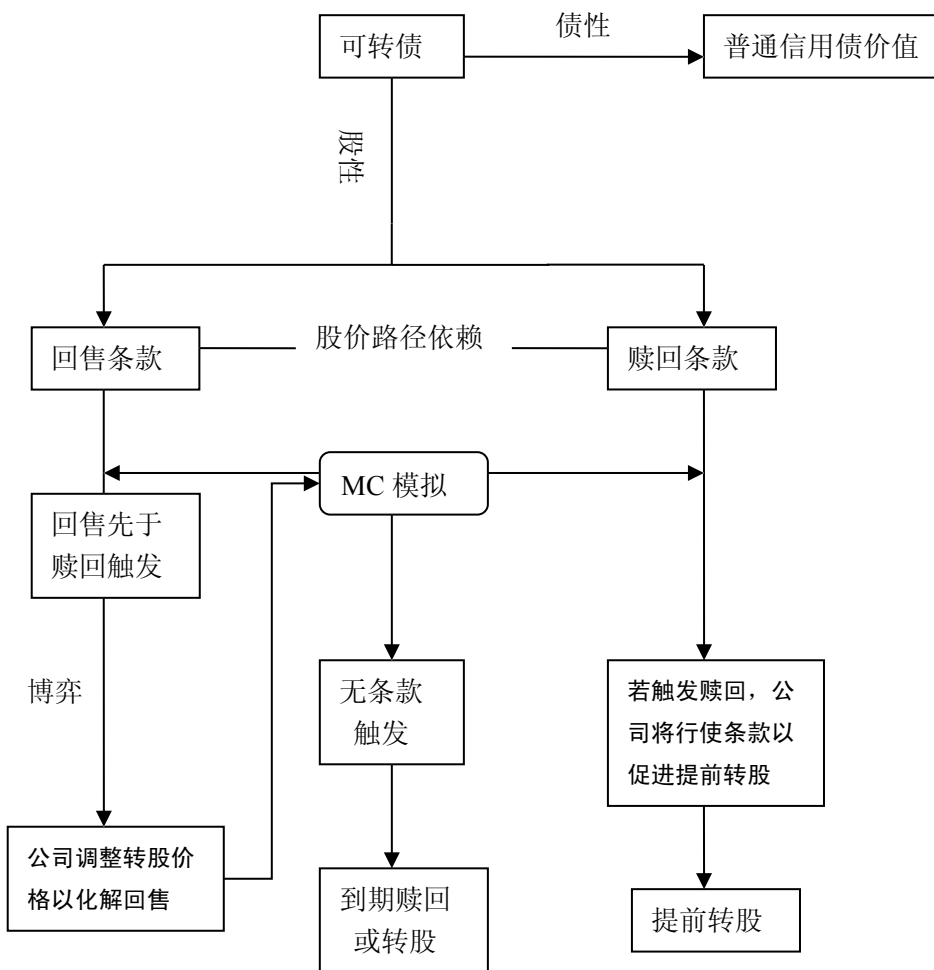 债性
可转债
普通信用债价值
股性
股价路径依赖
回售条款
赎回条款
MC 模拟
回售先于
赎回触发
博弈
无条款
触发
若触发赎回，公
司将行使条款以
促进提前转股
公司调整转股价
格以化解回售
到期赎回
或转股
提前转股